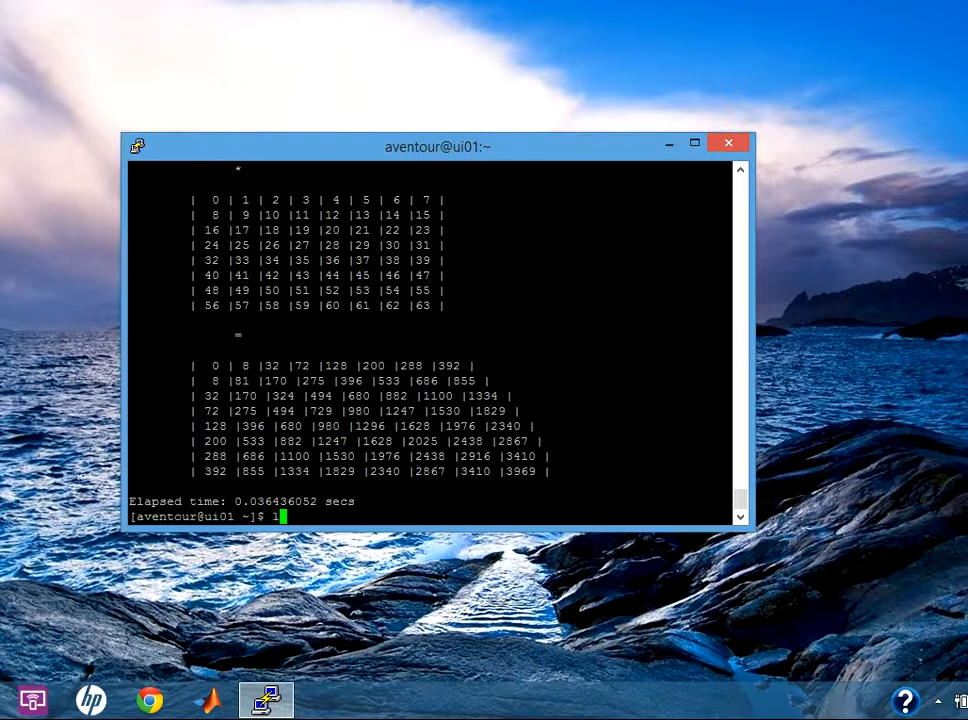 aventour@ui01:~
*
| 0 | 1 | 2 | 3 | 4 | 5 | 6 | 7 |
| 8 | 9 |10 |11 |12 |13 |14 |15 |
| 16 |17 |18 |19 |20 |21 |22 |23 |
| 24 |25 |26 |27 |28 |29 |30 |31 |
| 32 |33 |34 |35 |36 |37 |38 |39 |
| 40 |41 |42 |43 |44 |45 |46 |47 |
| 48 |49 |50 |51 |52 |53 |54 |55 |
| 56 |57 |58 |59 |60 |61 |62 |63 |
=
| 0 | 8 |32 |72 |128 |200 |288 |392 |
| 8 |81 |170 |275 |396 |533 |686 |855 |
| 32 |170 |324 |494 |680 |882 |1100 |1334 |
| 72 |275 |494 |729 |980 |1247 |1530 |1829 |
| 128 |396 |680 |980 |1296 |1628 |1976 |2340 |
| 200 |533 |882 |1247 |1628 |2025 |2438 |2867 |
| 288 |686 |1100 |1530 |1976 |2438 |2916 |3410 |
| 392 |855 |1334 |1829 |2340 |2867 |3410 |3969 |
Elapsed time: 0.036436052 secs
[aventour@ui01 ~]$ l
hp
?